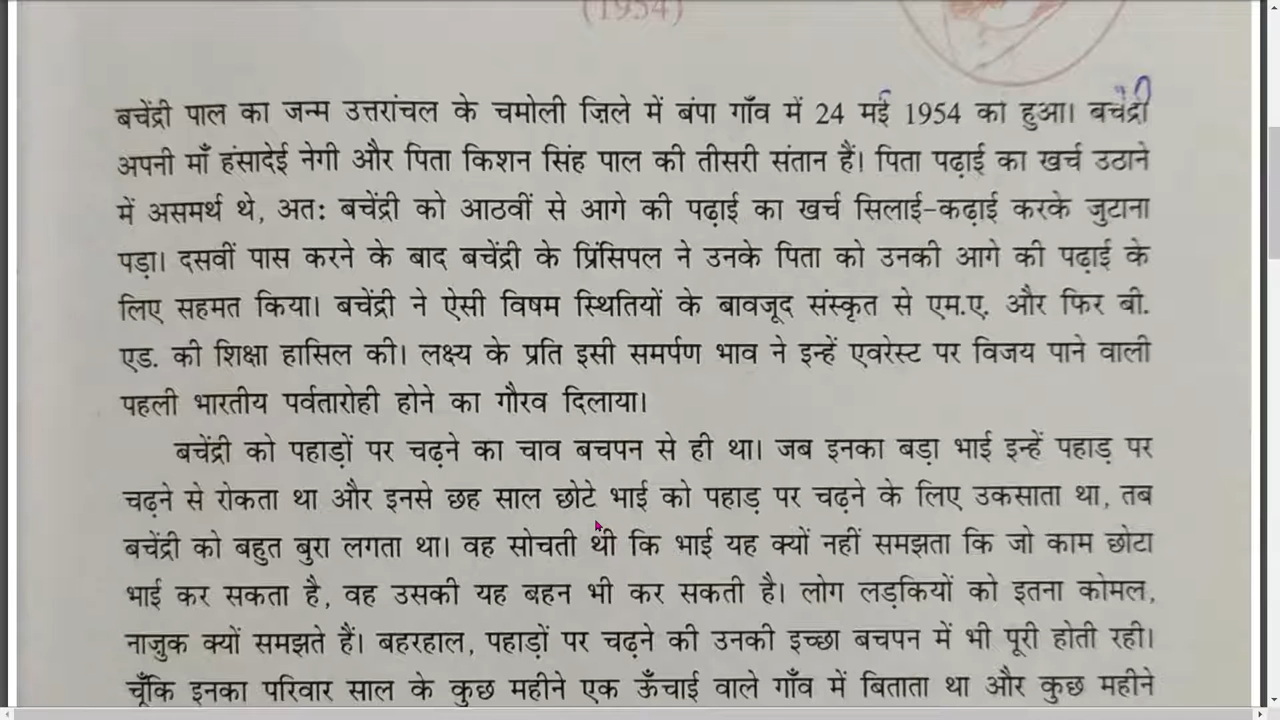 (1954)
बचेंद्री पाल का जन्म उत्तरांचल के चमोली ज़िले में बंपा गाँव में 24 मई 1954 को हुआ। बचेंद्री
अपनी माँ हंसादेई नेगी और पिता किशन सिंह पाल की तीसरी संतान हैं। पिता पढ़ाई का खर्च उठाने
में असमर्थ थे, अतः बचेंद्री को आठवीं से आगे की पढ़ाई का खर्च सिलाई-कढ़ाई करके जुटाना
पड़ा। दसवीं पास करने के बाद बचेंद्री के प्रिंसिपल ने उनके पिता को उनकी आगे की पढ़ाई के
लिए सहमत किया। बचेंद्री ने ऐसी विषम स्थितियों के बावजूद संस्कृत से एम.ए. और फिर बी.
एड. की शिक्षा हासिल की। लक्ष्य के प्रति इसी समर्पण भाव ने इन्हें एवरेस्ट पर विजय पाने वाली
पहली भारतीय पर्वतारोही होने का गौरव दिलाया।
बचेंद्री को पहाड़ों पर चढ़ने का चाव बचपन से ही था। जब इनका बड़ा भाई इन्हें पहाड़ पर
चढ़ने से रोकता था और इनसे छह साल छोटे भाई को पहाड़ पर चढ़ने के लिए उकसाता था, तब
बचेंद्री को बहुत बुरा लगता था। वह सोचती थी कि भाई यह क्यों नहीं समझता कि जो काम छोटा
भाई कर सकता है, वह उसकी यह बहन भी कर सकती है। लोग लड़कियों को इतना कोमल,
नाज़ुक क्यों समझते हैं। बहरहाल, पहाड़ों पर चढ़ने की उनकी इच्छा बचपन में भी पूरी होती रही।
चूँकि इनका परिवार साल के कुछ महीने एक ऊँचाई वाले गाँव में बिताता था और कुछ महीने